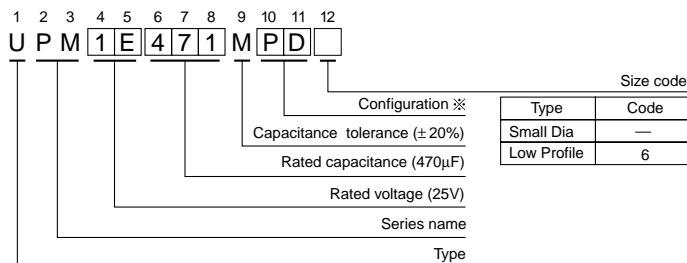 1 2 3 4 5 6 7 8 9 10 11 12
U P M 1 E 4 7 1 M P D
Size code
Configuration ※
Type Code
Capacitance tolerance (±20%)
Small Dia —
Rated capacitance (470μF)
Low Profile 6
Rated voltage (25V)
Series name
Type